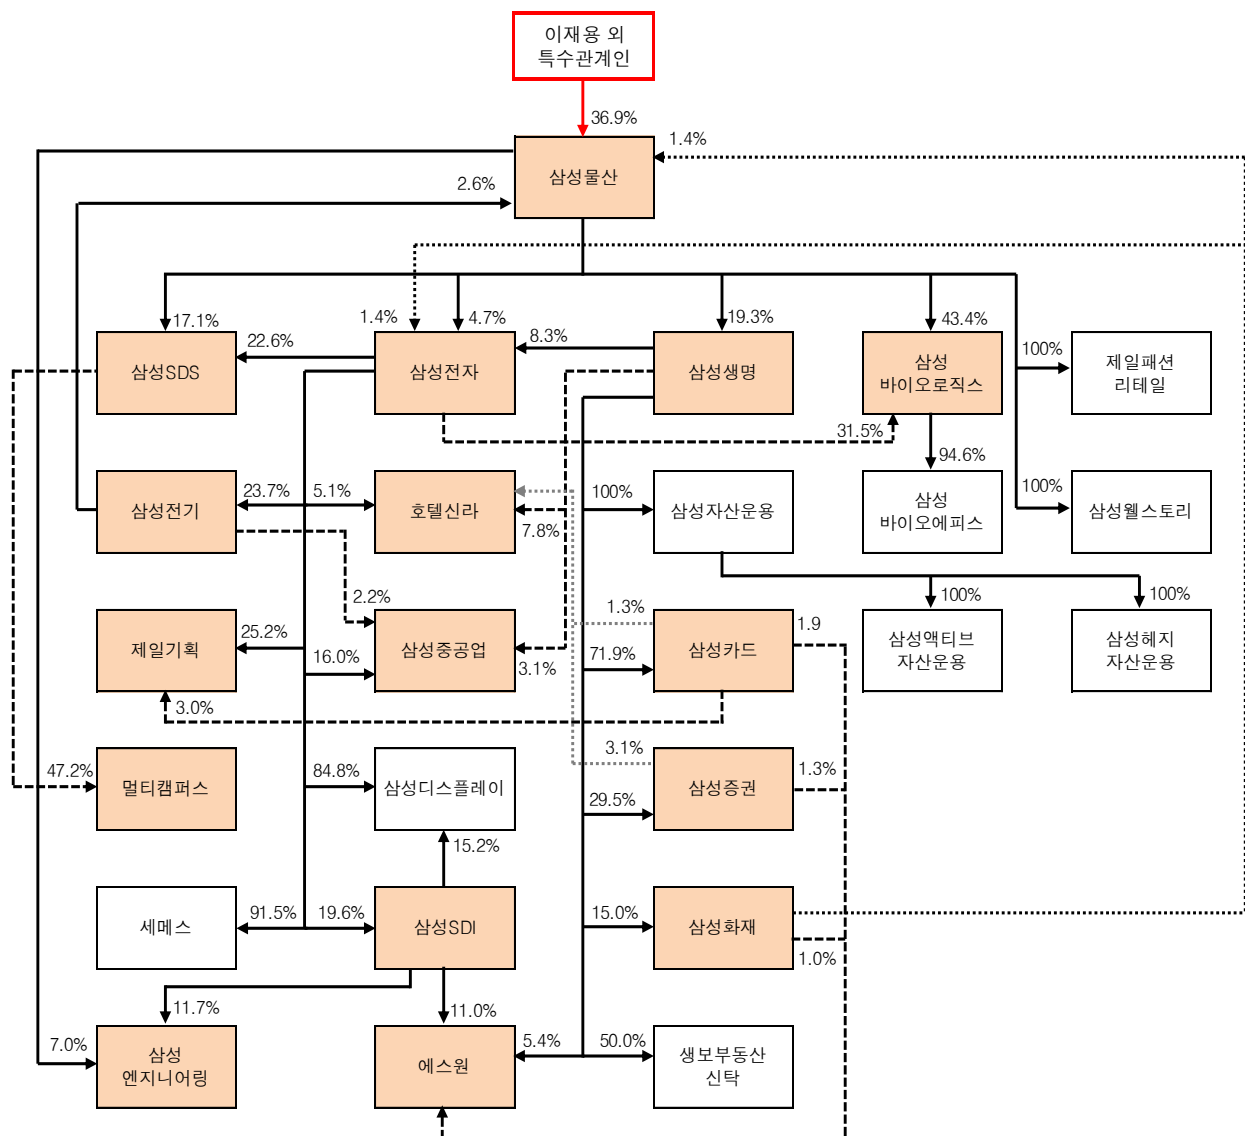 이재용 외
특수관계인
36.9%
1.4%
삼성물산
2.6%
17.1%
1.4%
4.7%
19.3%
43.4%
22.6%
8.3%
100%
삼성SDS
삼성전자
삼성생명
삼성
바이오로직스
제일패션
리테일
31.5%
94.6%
23.7%
5.1%
100%
100%
삼성전기
호텔신라
7.8%
삼성자산운용
삼성
바이오에피스
삼성웰스토리
2.2%
1.3%
1.9
100%
100%
제일기획
25.2%
16.0%
삼성중공업
3.1%
71.9%
삼성카드
삼성액티브
자산운용
삼성헤지
자산운용
3.0%
47.2%
멀티캠퍼스
84.8%
삼성디스플레이
3.1%
29.5%
삼성증권
1.3%
15.2%
세메스
91.5%
19.6%
삼성SDI
15.0%
삼성화재
1.0%
11.7%
11.0%
7.0%
삼성
엔지니어링
에스원
5.4%
50.0%
생보부동산
신탁